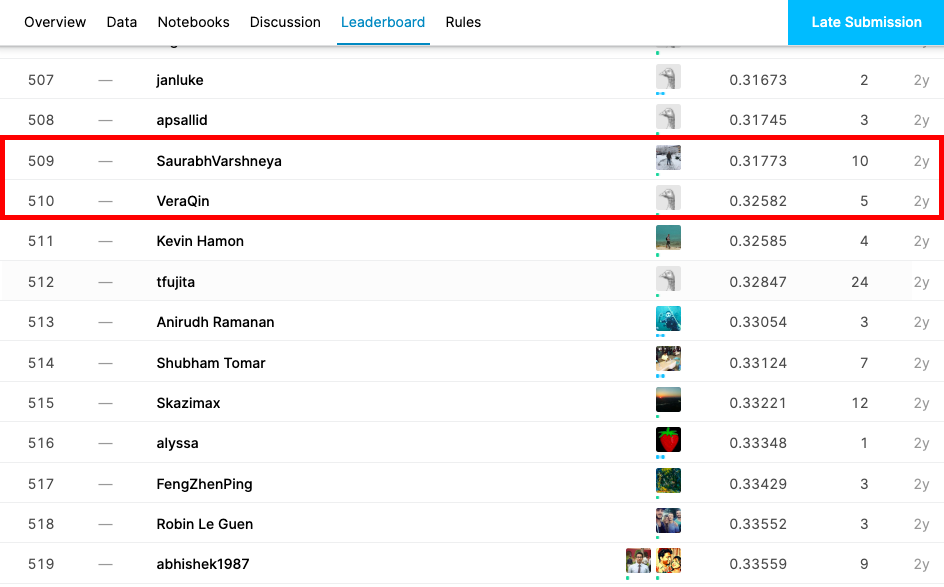 Overview Data Notebooks Discussion Leaderboard Rules Late Submission
507 — janluke 0.31673 2 2y
508 — apsallid 0.31745 3 2y
509 — SaurabhVarshneya 0.31773 10 2y
510 — VeraQin 0.32582 5 2y
511 — Kevin Hamon 0.32585 4 2y
512 — tfujita 0.32847 24 2y
513 — Anirudh Ramanan 0.33054 3 2y
514 — Shubham Tomar 0.33124 7 2y
515 — Skazimax 0.33221 12 2y
516 — alyssa 0.33348 1 2y
517 — FengZhenPing 0.33429 3 2y
518 — Robin Le Guen 0.33552 3 2y
519 — abhishek1987 0.33559 9 2y